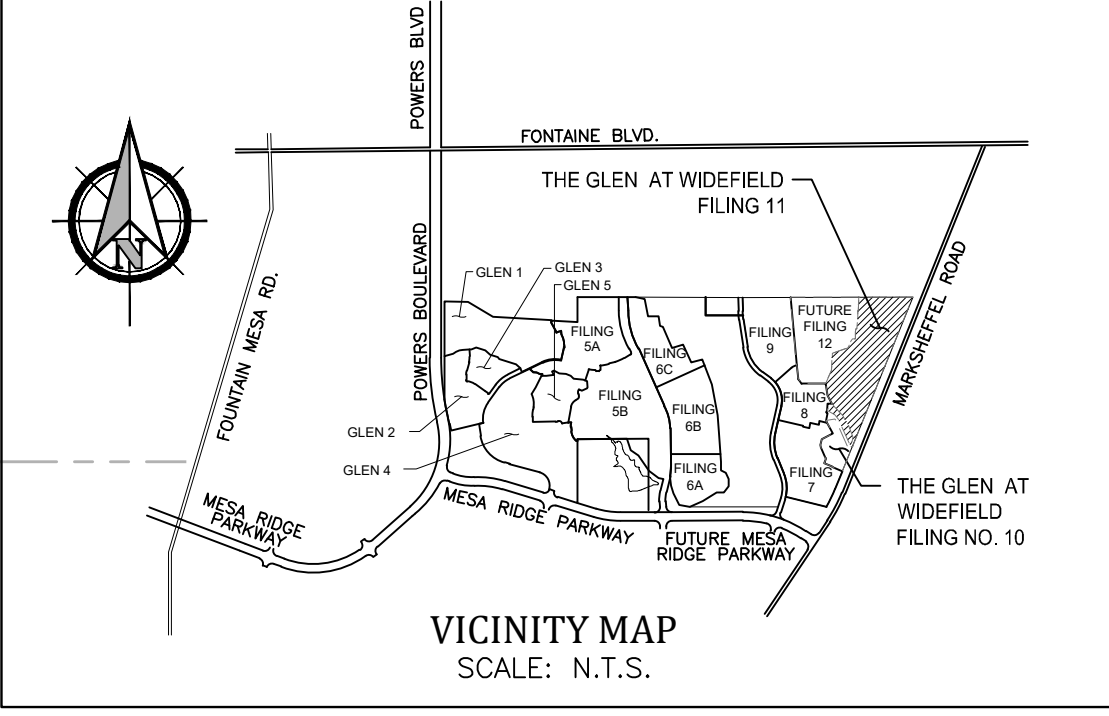 POWERS BLVD
FONTAINE BLVD.
THE GLEN AT WIDEFIELD
FILING 11
N
FOUNTAIN MESA RD.
POWERS BOULEVARD
MARKSHEFFEL ROAD
GLEN 1
GLEN 3
GLEN 5
FILING
5A
FILING
6C
FILING
9
FUTURE
FILING
12
GLEN 2
GLEN 4
FILING
5B
FILING
6B
FILING
8
FILING
6A
FILING
7
MESA RIDGE
PARKWAY
MESA RIDGE PARKWAY
FUTURE MESA
RIDGE PARKWAY
THE GLEN AT
WIDEFIELD
FILING NO. 10
VICINITY MAP
SCALE: N.T.S.